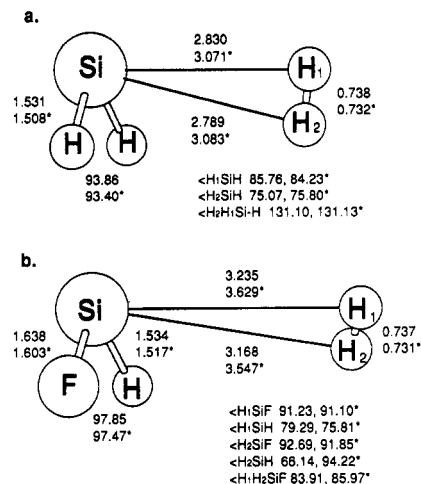 a.
Si
2.830
3.071*
H₁
0.738
0.732*
H₂
1.531
1.508*
H H
2.789
3.083*
93.86
93.40*
<H₁SiH 85.76, 84.23*
<H₂SiH 75.07, 75.80*
<H₂H₁Si-H 131.10, 131.13*
b.
Si
3.235
3.629*
H₁
0.737
0.731*
H₂
1.638
1.603*
1.534
1.517*
3.168
3.547*
F H
97.85
97.47*
<H₁SiF 91.23, 91.10*
<H₁SiH 79.29, 75.81*
<H₂SiF 92.69, 91.85*
<H₂SiH 66.14, 94.22*
<H₁H₂SiF 83.91, 85.97*